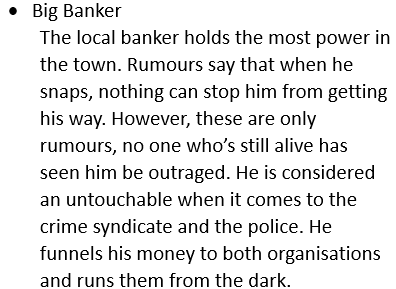 • Big Banker
The local banker holds the most power in
the town. Rumours say that when he
snaps, nothing can stop him from getting
his way. However, these are only
rumours, no one who’s still alive has
seen him be outraged. He is considered
an untouchable when it comes to the
crime syndicate and the police. He
funnels his money to both organisations
and runs them from the dark.